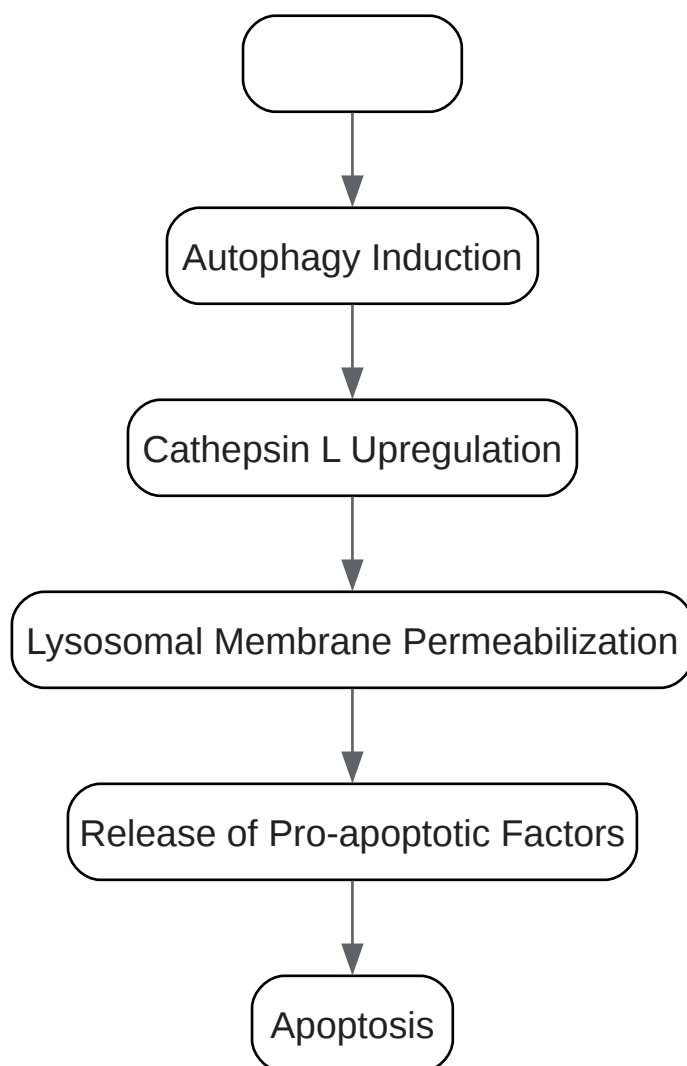 Autophagy Induction
Cathepsin L Upregulation
Lysosomal Membrane Permeabilization
Release of Pro-apoptotic Factors
Apoptosis